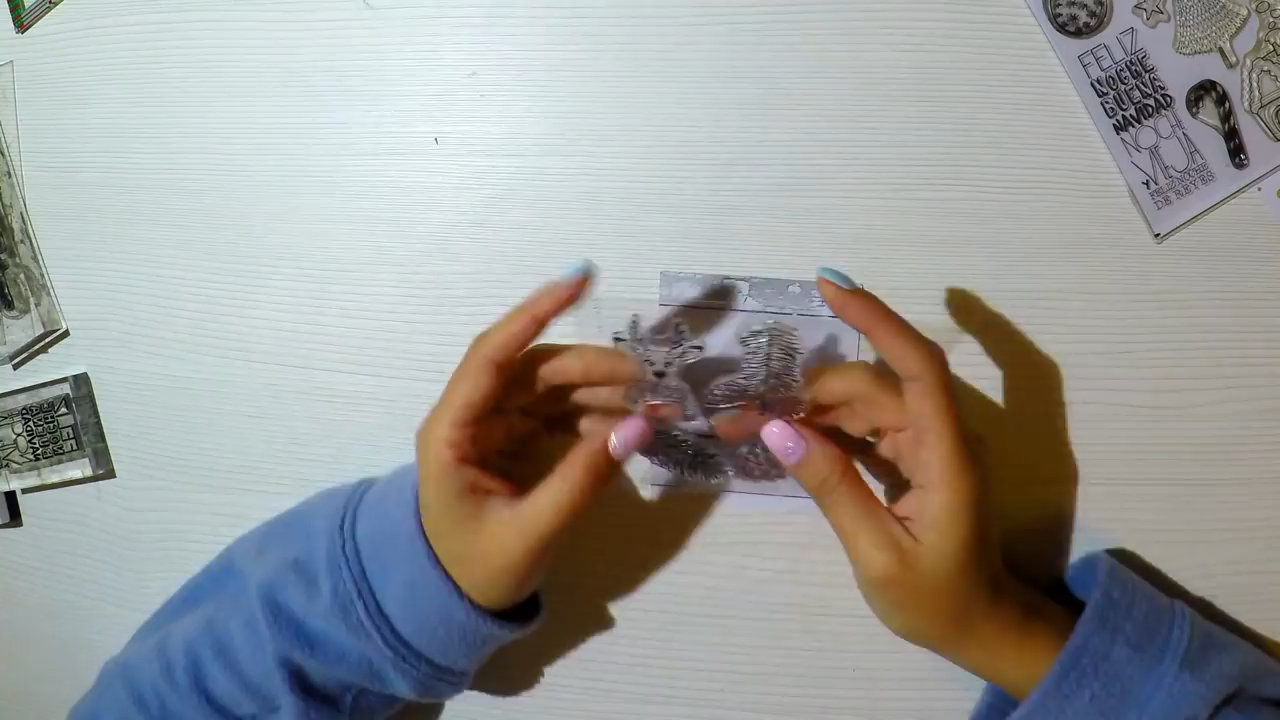 FELIZ
NOCHE
BUENA
NAVIDAD
NOCHE
VIEJA
Y FELIZ NOCHE
DE REYES